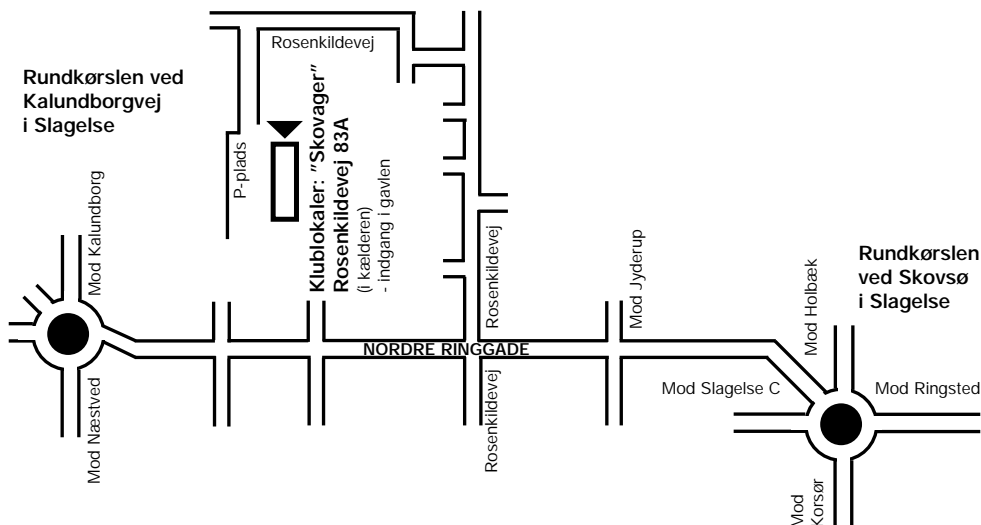 Rosenkildevej
Rundkørslen ved
Kalundborgvej
i Slagelse
P-plads
Klublokaler: "Skovager"
Rosenkildevej 83A
(i kælderen)
- indgang i gavlen
Mod Kalundborg
Mod Næstved
Rosenkildevej
NORDRE RINGGADE
Rosenkildevej
Mod Jyderup
Rundkørslen
ved Skovsø
i Slagelse
Mod Holbæk
Mod Slagelse C
Mod Ringsted
Mod
Korsør